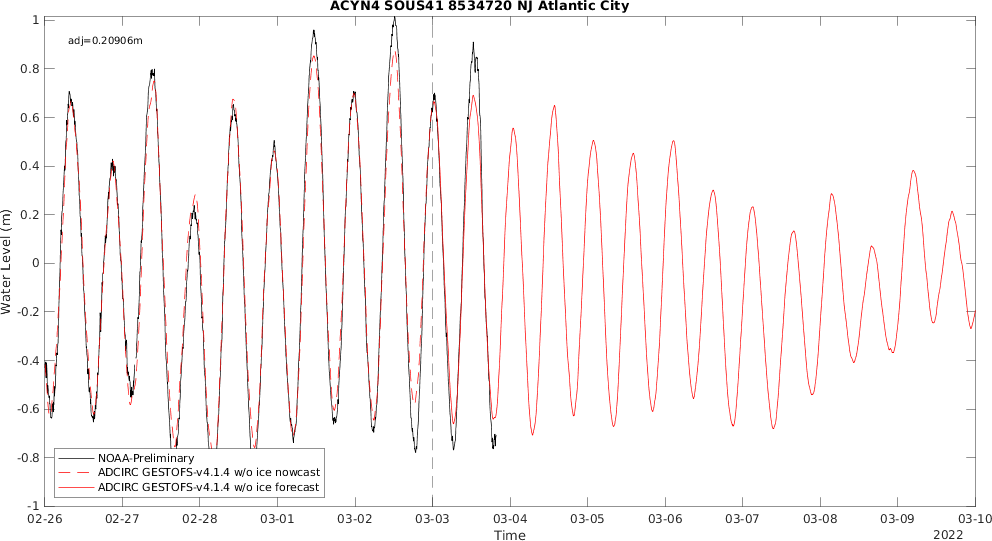 ACYN4 SOUS41 8534720 NJ Atlantic City
adj=0.20906m
1
0.8
0.6
0.4
0.2
0
-0.2
-0.4
-0.6
-0.8
-1
Water Level (m)
NOAA-Preliminary
ADCIRC GESTOFS-v4.1.4 w/o ice nowcast
ADCIRC GESTOFS-v4.1.4 w/o ice forecast
02-26 02-27 02-28 03-01 03-02 03-03 03-04 03-05 03-06 03-07 03-08 03-09 03-10
Time
2022